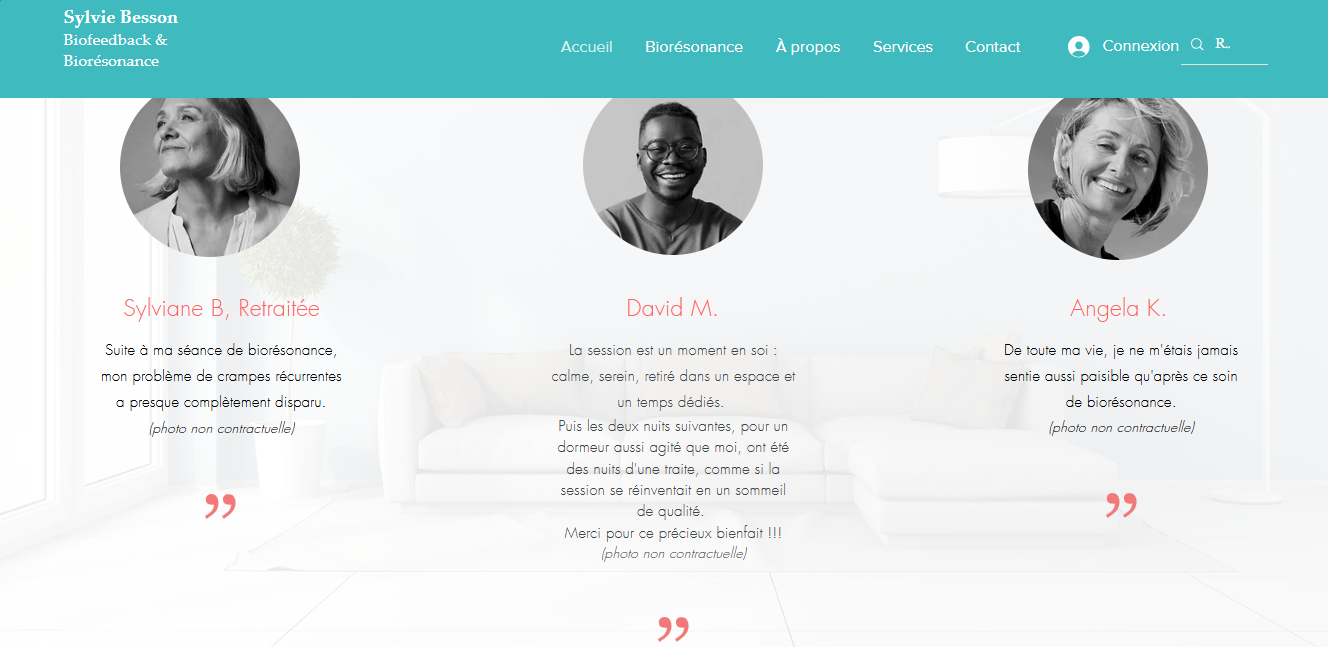 Sylvie Besson
Biofeedback &
Biorésonance
Accueil
Biorésonance
À propos
Services
Contact
Connexion
R..
Sylviane B, Retraitée
Suite à ma séance de biorésonance,
mon problème de crampes récurrentes
a presque complètement disparu.
(photo non contractuelle)
”
David M.
La session est un moment en soi :
calme, serein, retiré dans un espace et
un temps dédiés.
Puis les deux nuits suivantes, pour un
dormeur aussi agité que moi, ont été
des nuits d'une traite, comme si la
session se réinventait en un sommeil
de qualité.
Merci pour ce précieux bienfait !!!
(photo non contractuelle)
”
Angela K.
De toute ma vie, je ne m'étais jamais
sentie aussi paisible qu'après ce soin
de biorésonance.
(photo non contractuelle)
”